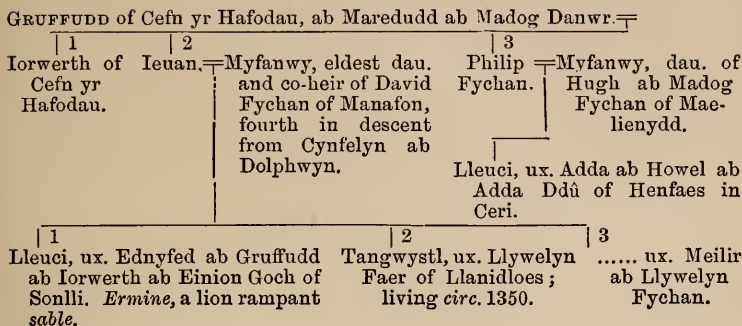 GRUFFUDD of Cefn yr Hafodau, ab Maredudd ab Madog Danwr.
1
Iorwerth of
Cefn yr
Hafodau.
2
Ieuan.
Myfanwy, eldest dau.
and co-heir of David
Fychan of Manafon,
fourth in descent
from Cynfelyn ab
Dolphwyn.
3
Philip
Fychan.
Myfanwy, dau. of
Hugh ab Madog
Fychan of Mae-
lienydd.
Lleuci, ux. Adda ab Howel ab
Adda Ddû of Henfaes in
Ceri.
1
Lleuci, ux. Ednyfed ab Gruffudd
ab Iorwerth ab Einion Goch of
Sonlli. Ermine, a lion rampant
sable.
2
Tangwystl, ux. Llywelyn
Faer of Llanidloes;
living circ. 1350.
3
...... ux. Meilir
ab Llywelyn
Fychan.